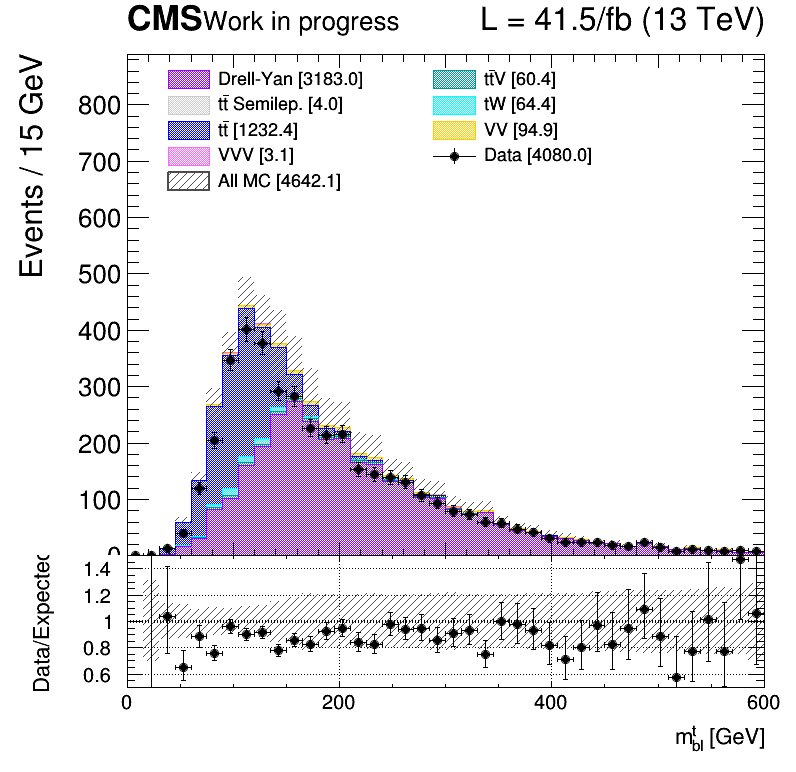 CMS Work in progress L = 41.5/fb (13 TeV)
Events / 15 GeV
Drell-Yan [3183.0]
tt̄ Semilep. [4.0]
tt̄ [1232.4]
VVV [3.1]
All MC [4642.1]
tt̄V [60.4]
tW [64.4]
VV [94.9]
Data [4080.0]
800
700
600
500
400
300
200
100
0
Data/Expected
1.4
1.2
1
0.8
0.6
0 200 400 600
m^t_bl [GeV]